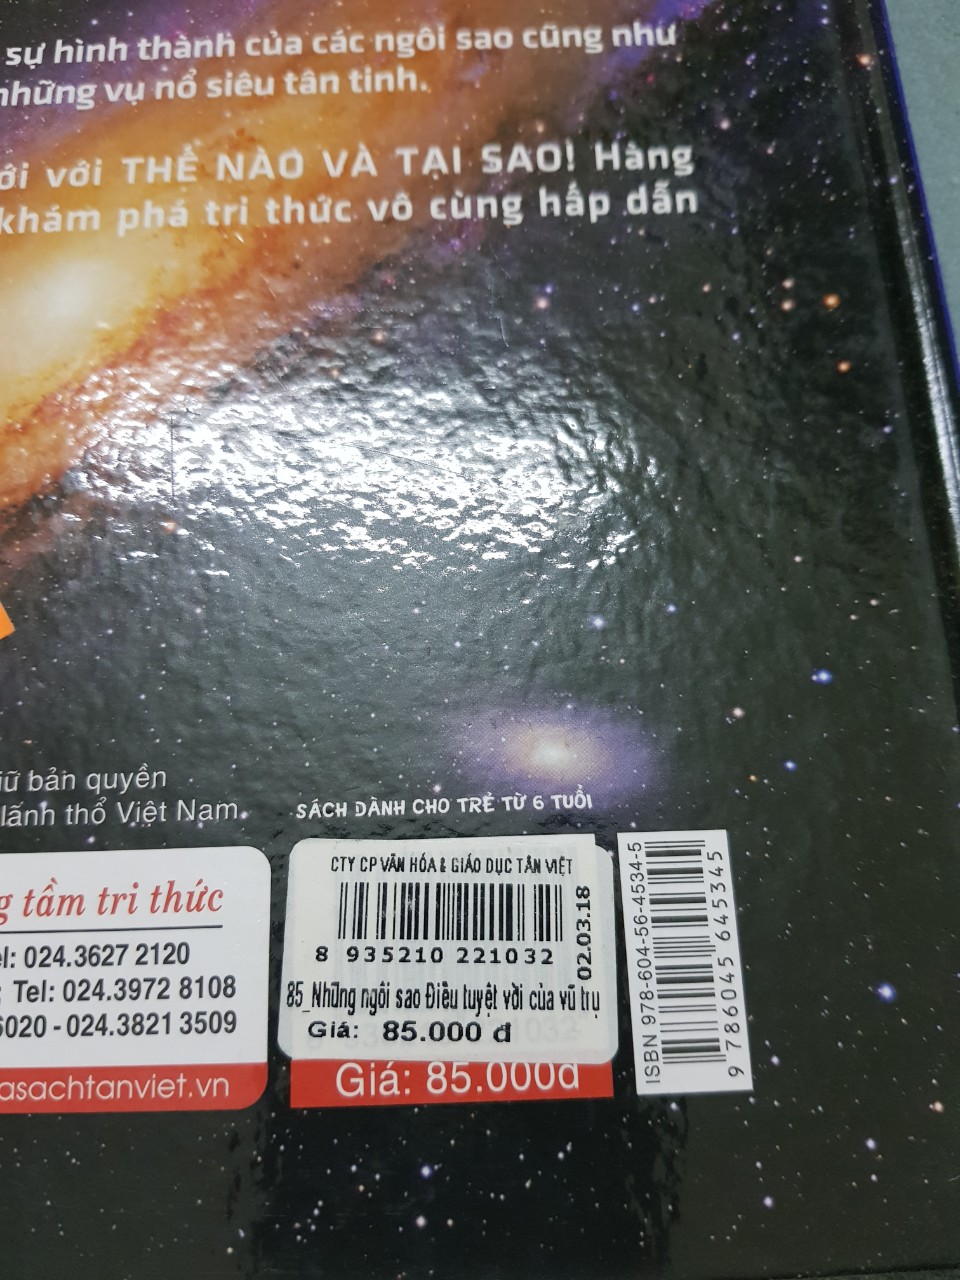 sự hình thành của các ngôi sao cũng như
những vụ nổ siêu tân tinh.
với THẾ NÀO VÀ TẠI SAO! Hàng
khám phá tri thức vô cùng hấp dẫn
bản quyền
lãnh thổ Việt Nam.
SÁCH DÀNH CHO TRẺ TỪ 6 TUỔI
tầm tri thức
024.3627 2120
Tel: 024.3972 8108
6020 - 024.3821 3509
asachtanviet.vn
CTY CP VĂN HÓA & GIÁO DỤC TÂN VIỆT
8 935210 221032
02.03.18
85_Những ngôi sao Điều tuyệt vời của vũ trụ
Giá: 85.000 đ
Giá: 85.000đ
ISBN 978-604-56-4534-5
9 786045 645345